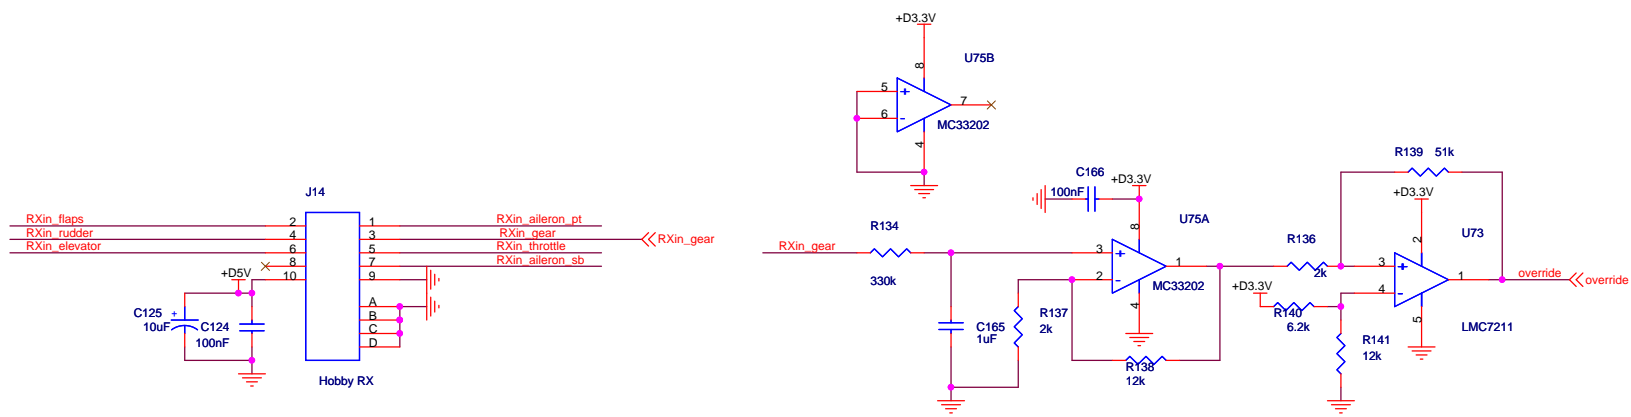 +D3.3V
U75B
8
5
+
6
-
7
MC33202
4
J14
RXin_flaps
2
1
RXin_aileron_pt
RXin_rudder
4
3
RXin_gear
RXin_gear
RXin_elevator
6
5
RXin_throttle
8
7
RXin_aileron_sb
+D5V
10
9
A
B
C
D
C125
+
10uF
C124
100nF
Hobby RX
RXin_gear
R134
330k
C166
100nF
+D3.3V
U75A
8
3
+
2
-
1
MC33202
4
C165
1uF
R137
2k
R138
12k
R136
2k
R139 51k
+D3.3V
U73
2
3
+
4
-
1
5
LMC7211
+D3.3V
R140
6.2k
R141
12k
override
override